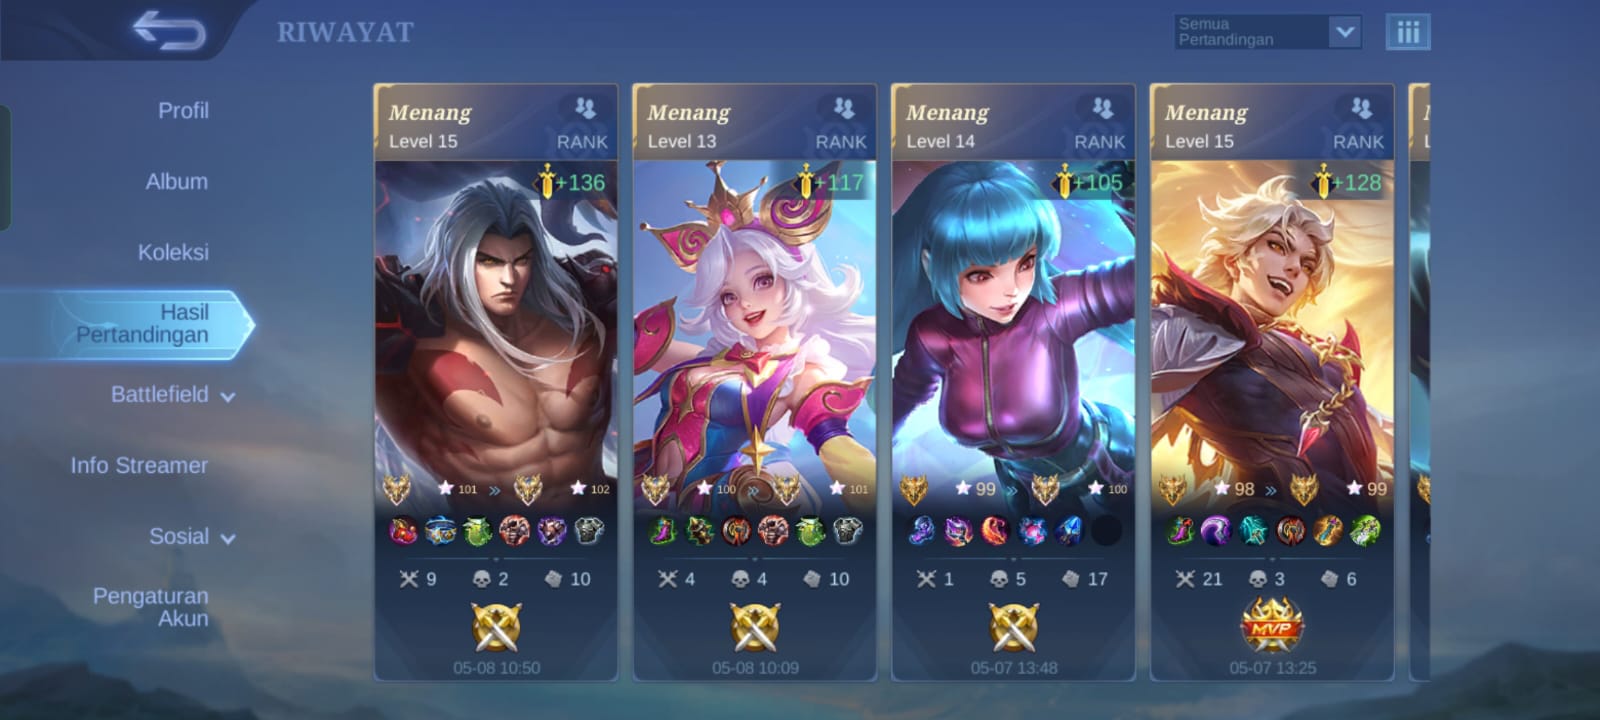 RIWAYAT
Semua
Pertandingan
Profil
Album
Koleksi
Hasil
Pertandingan
Battlefield
Info Streamer
Sosial
Pengaturan
Akun
Menang
Level 15
RANK
+136
101
102
9
2
10
05-08 10:50
Menang
Level 13
RANK
+117
100
101
4
4
10
05-08 10:09
Menang
Level 14
RANK
+105
99
100
1
5
17
05-07 13:48
Menang
Level 15
RANK
+128
98
99
21
3
6
MVP
05-07 13:25